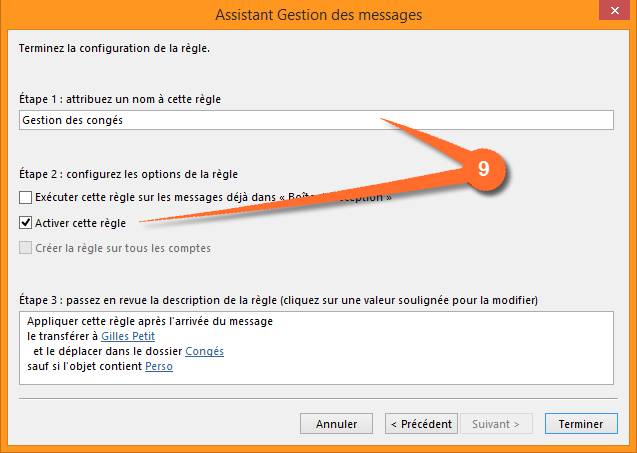 Assistant Gestion des messages
Terminez la configuration de la règle.
Étape 1 : attribuez un nom à cette règle
Gestion des congés
9
Étape 2 : configurez les options de la règle
Exécuter cette règle sur les messages déjà dans « Boîte de réception »
Activer cette règle
Créer la règle sur tous les comptes
Étape 3 : passez en revue la description de la règle (cliquez sur une valeur soulignée pour la modifier)
Appliquer cette règle après l'arrivée du message
le transférer à Gilles Petit
et le déplacer dans le dossier Congés
sauf si l'objet contient Perso
Annuler
< Précédent
Suivant >
Terminer